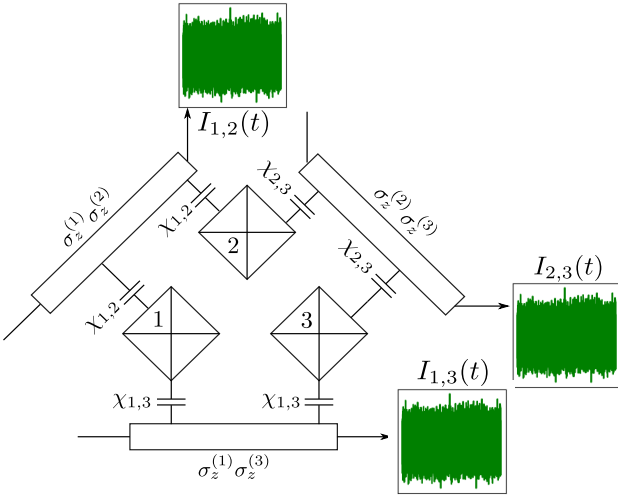 I_{1,2}(t)
σ_z^{(1)} σ_z^{(2)}
χ_{1,2}
χ_{2,3}
σ_z^{(2)} σ_z^{(3)}
2
χ_{2,3}
I_{2,3}(t)
χ_{1,2}
1
3
I_{1,3}(t)
χ_{1,3}
χ_{1,3}
σ_z^{(1)} σ_z^{(3)}